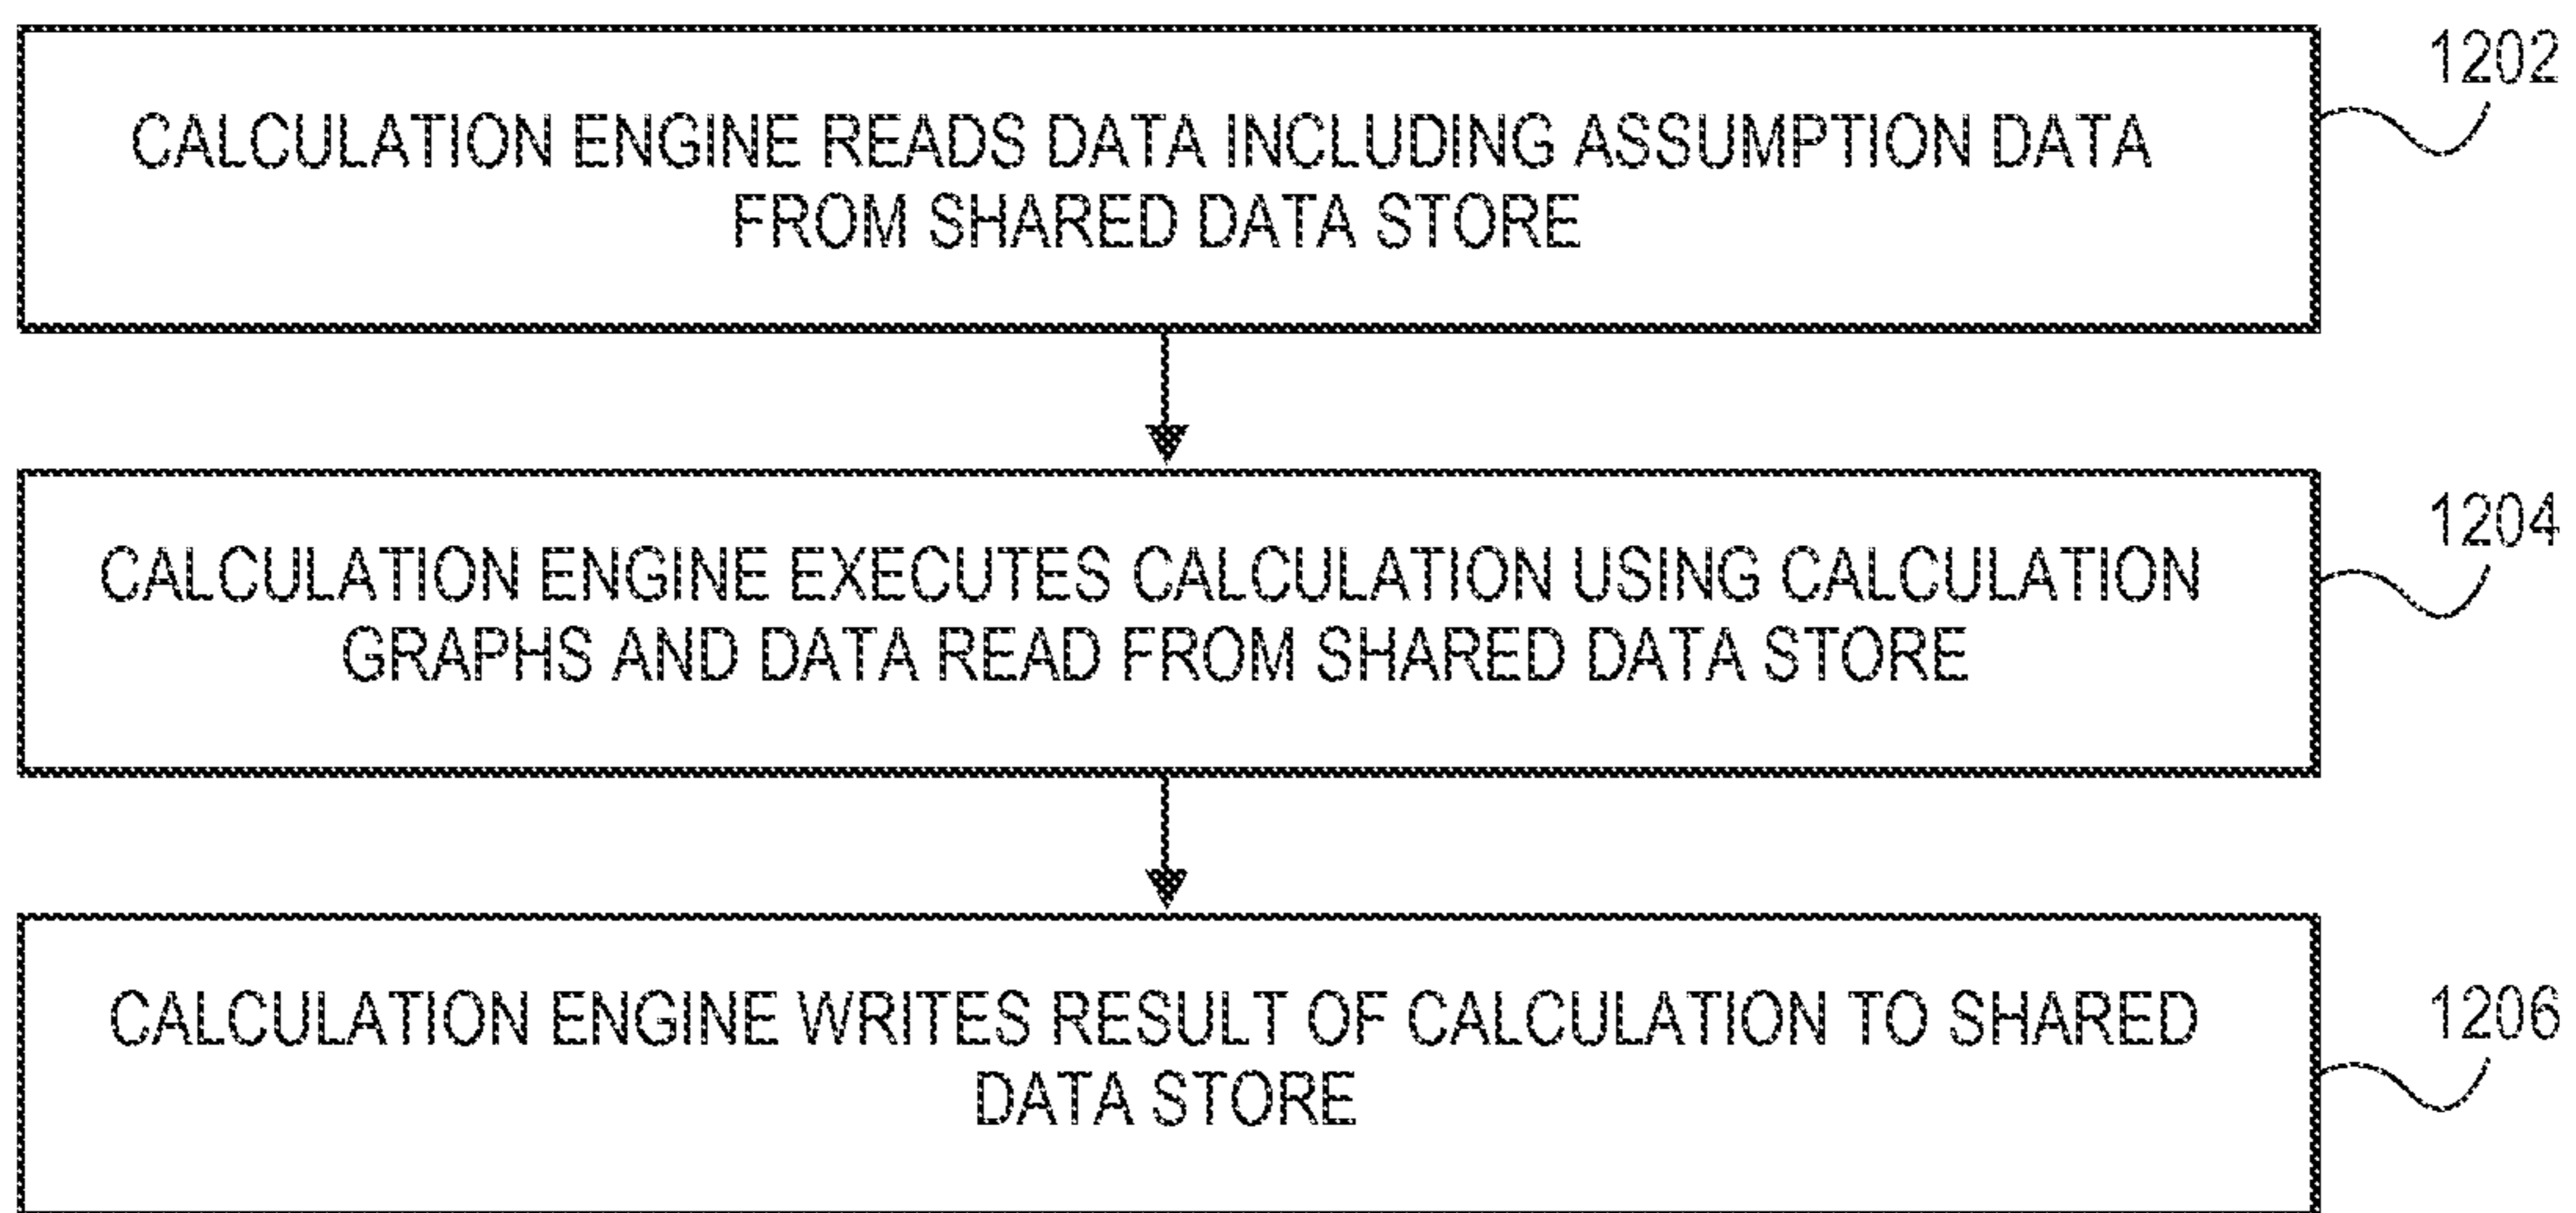 1202
CALCULATION ENGINE READS DATA INCLUDING ASSUMPTION DATA
FROM SHARED DATA STORE
1204
CALCULATION ENGINE EXECUTES CALCULATION USING CALCULATION
GRAPHS AND DATA READ FROM SHARED DATA STORE
1206
CALCULATION ENGINE WRITES RESULT OF CALCULATION TO SHARED
DATA STORE